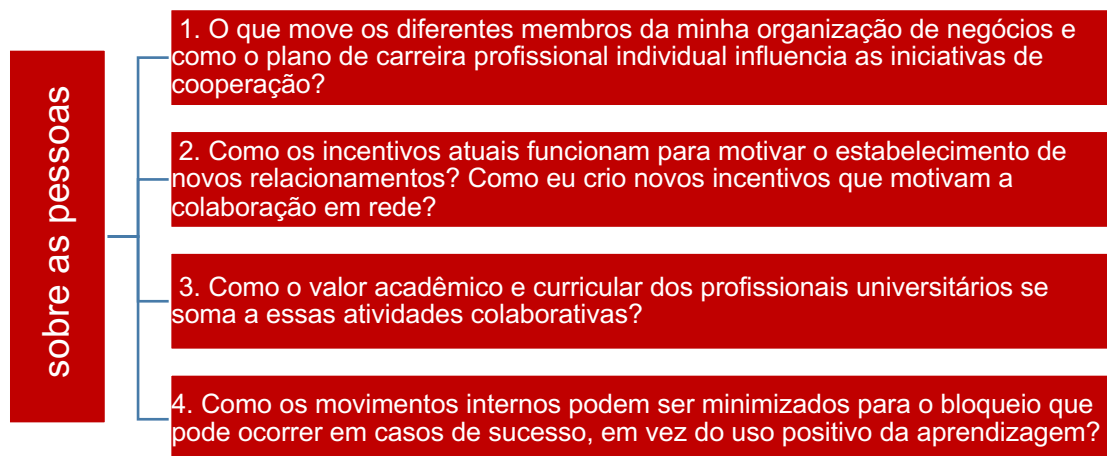 sobre as pessoas
1. O que move os diferentes membros da minha organização de negócios e
como o plano de carreira profissional individual influencia as iniciativas de
cooperação?
2. Como os incentivos atuais funcionam para motivar o estabelecimento de
novos relacionamentos? Como eu crio novos incentivos que motivam a
colaboração em rede?
3. Como o valor acadêmico e curricular dos profissionais universitários se
soma a essas atividades colaborativas?
4. Como os movimentos internos podem ser minimizados para o bloqueio que
pode ocorrer em casos de sucesso, em vez do uso positivo da aprendizagem?